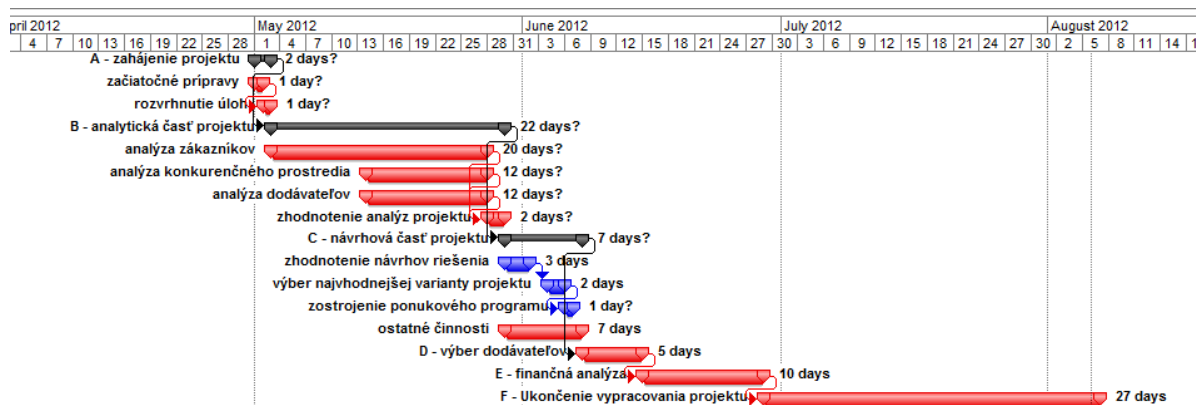 pril 2012 May 2012 June 2012 July 2012 August 2012
4 7 10 13 16 19 22 25 28 1 4 7 10 13 16 19 22 25 28 31 3 6 9 12 15 18 21 24 27 30 3 6 9 12 15 18 21 24 27 30 2 5 8 11 14 1
A - zahájenie projektu 2 days?
začiatočné prípravy 1 day?
rozvrhnutie úloh 1 day?
B - analytická časť projektu 22 days?
analýza zákazníkov 20 days?
analýza konkurenčného prostredia 12 days?
analýza dodávateľov 12 days?
zhodnotenie analýz projektu 2 days?
C - návrhová časť projektu 7 days?
zhodnotenie návrhov riešenia 3 days
výber najvhodnejšej varianty projektu 2 days
zostrojenie ponukového programu 1 day?
ostatné činnosti 7 days
D - výber dodávateľov 5 days
E - finančná analýza 10 days
F - Ukončenie vypracovania projektu 27 days